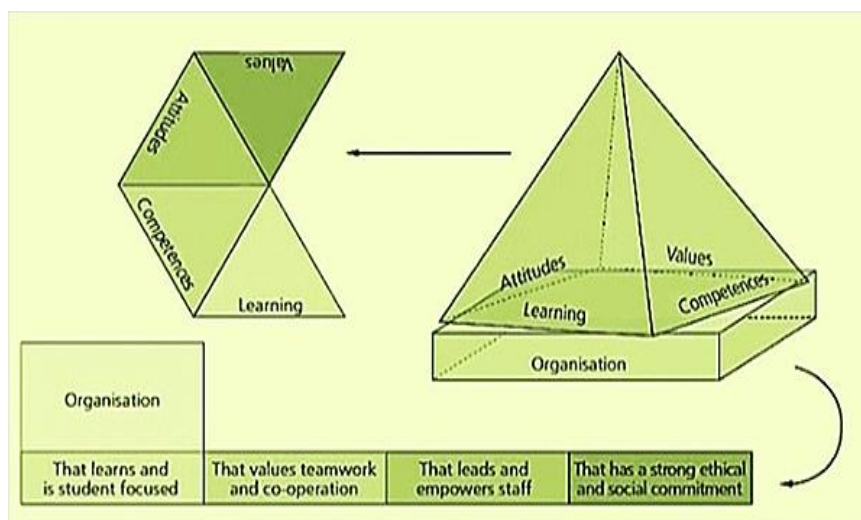 Values
Attitudes
Competences
Learning
Attitudes
Values
Learning
Competences
Organisation
Organisation
That learns and
is student focused
That values teamwork
and co-operation
That leads and
empowers staff
That has a strong ethical
and social commitment